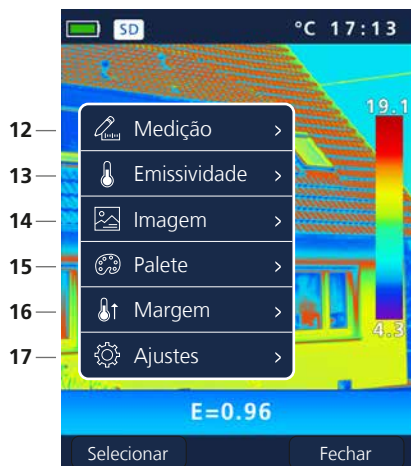 SD °C 17:13
19.1
12 Medição >
13 Emissividade >
14 Imagem >
15 Palete >
16 Margem >
17 Ajustes >
4.3
E=0.96
Selecionar Fechar